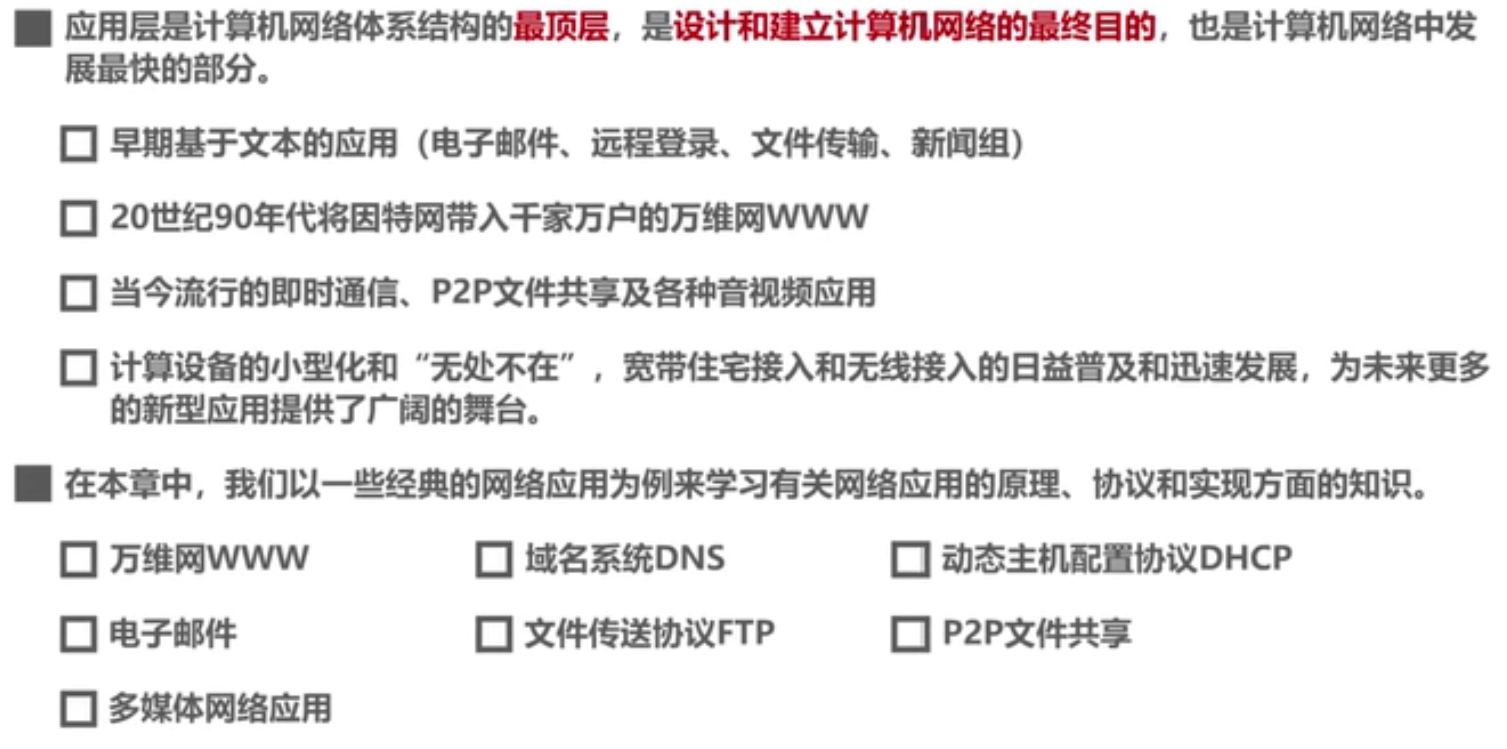 应用层是计算机网络体系结构的最顶层，是设计和建立计算机网络的最终目的，也是计算机网络中发
展最快的部分。
早期基于文本的应用（电子邮件、远程登录、文件传输、新闻组）
20世纪90年代将因特网带入千家万户的万维网WWW
当今流行的即时通信、P2P文件共享及各种音视频应用
计算设备的小型化和“无处不在”，宽带住宅接入和无线接入的日益普及和迅速发展，为未来更多
的新型应用提供了广阔的舞台。
在本章中，我们以一些经典的网络应用为例来学习有关网络应用的原理、协议和实现方面的知识。
万维网WWW 域名系统DNS 动态主机配置协议DHCP
电子邮件 文件传送协议FTP P2P文件共享
多媒体网络应用